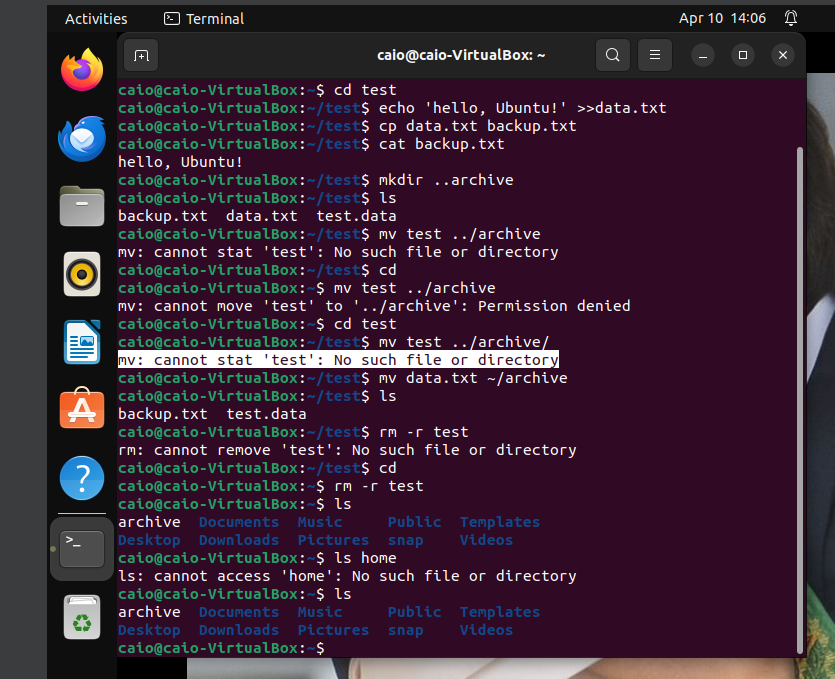 Activities Terminal Apr 10 14:06
caio@caio-VirtualBox: ~
caio@caio-VirtualBox:~$ cd test
caio@caio-VirtualBox:~/test$ echo 'hello, Ubuntu!' >>data.txt
caio@caio-VirtualBox:~/test$ cp data.txt backup.txt
caio@caio-VirtualBox:~/test$ cat backup.txt
hello, Ubuntu!
caio@caio-VirtualBox:~/test$ mkdir ..archive
caio@caio-VirtualBox:~/test$ ls
backup.txt  data.txt  test.data
caio@caio-VirtualBox:~/test$ mv test ../archive
mv: cannot stat 'test': No such file or directory
caio@caio-VirtualBox:~/test$ cd
caio@caio-VirtualBox:~$ mv test ../archive
mv: cannot move 'test' to '../archive': Permission denied
caio@caio-VirtualBox:~$ cd test
caio@caio-VirtualBox:~/test$ mv test ../archive/
mv: cannot stat 'test': No such file or directory
caio@caio-VirtualBox:~/test$ mv data.txt ~/archive
caio@caio-VirtualBox:~/test$ ls
backup.txt  test.data
caio@caio-VirtualBox:~/test$ rm -r test
rm: cannot remove 'test': No such file or directory
caio@caio-VirtualBox:~/test$ cd
caio@caio-VirtualBox:~$ rm -r test
caio@caio-VirtualBox:~$ ls
archive  Documents  Music     Public  Templates
Desktop  Downloads  Pictures  snap    Videos
caio@caio-VirtualBox:~$ ls home
ls: cannot access 'home': No such file or directory
caio@caio-VirtualBox:~$ ls
archive  Documents  Music     Public  Templates
Desktop  Downloads  Pictures  snap    Videos
caio@caio-VirtualBox:~$